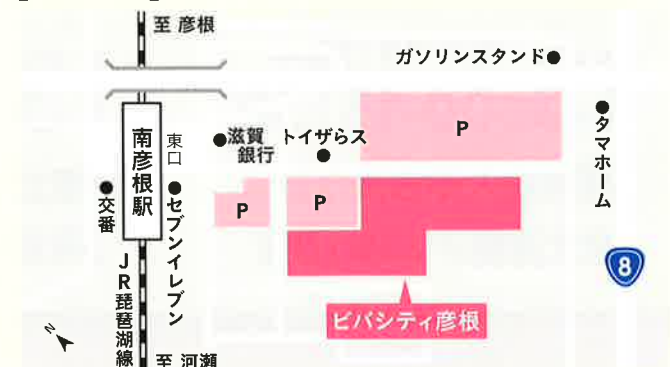 至 彦根
ガソリンスタンド
滋賀
銀行
トイザらス
P
タマホーム
東口
南彦根駅
交番
セブンイレブン
P
P
8
ビバシティ彦根
JR琵琶湖線
N
至 河瀬